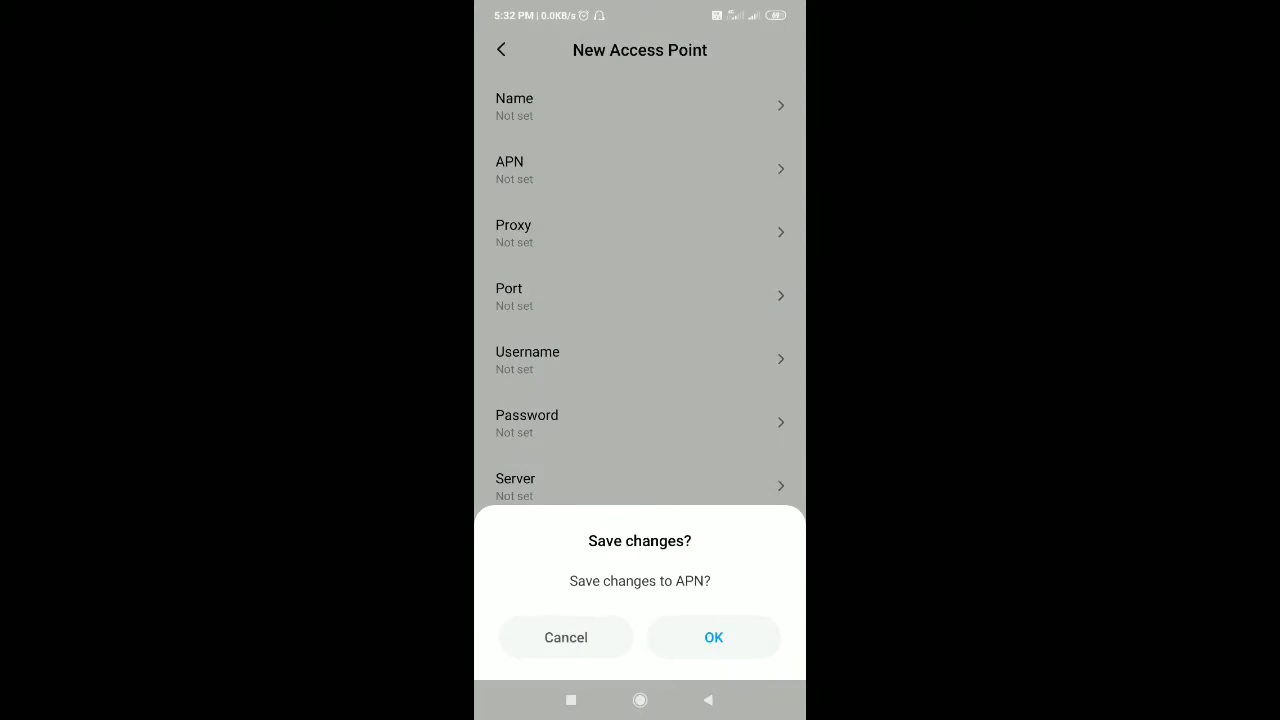 5:32 PM | 0.0KB/s 69
New Access Point
Name
Not set
APN
Not set
Proxy
Not set
Port
Not set
Username
Not set
Password
Not set
Server
Not set
Save changes?
Save changes to APN?
Cancel OK